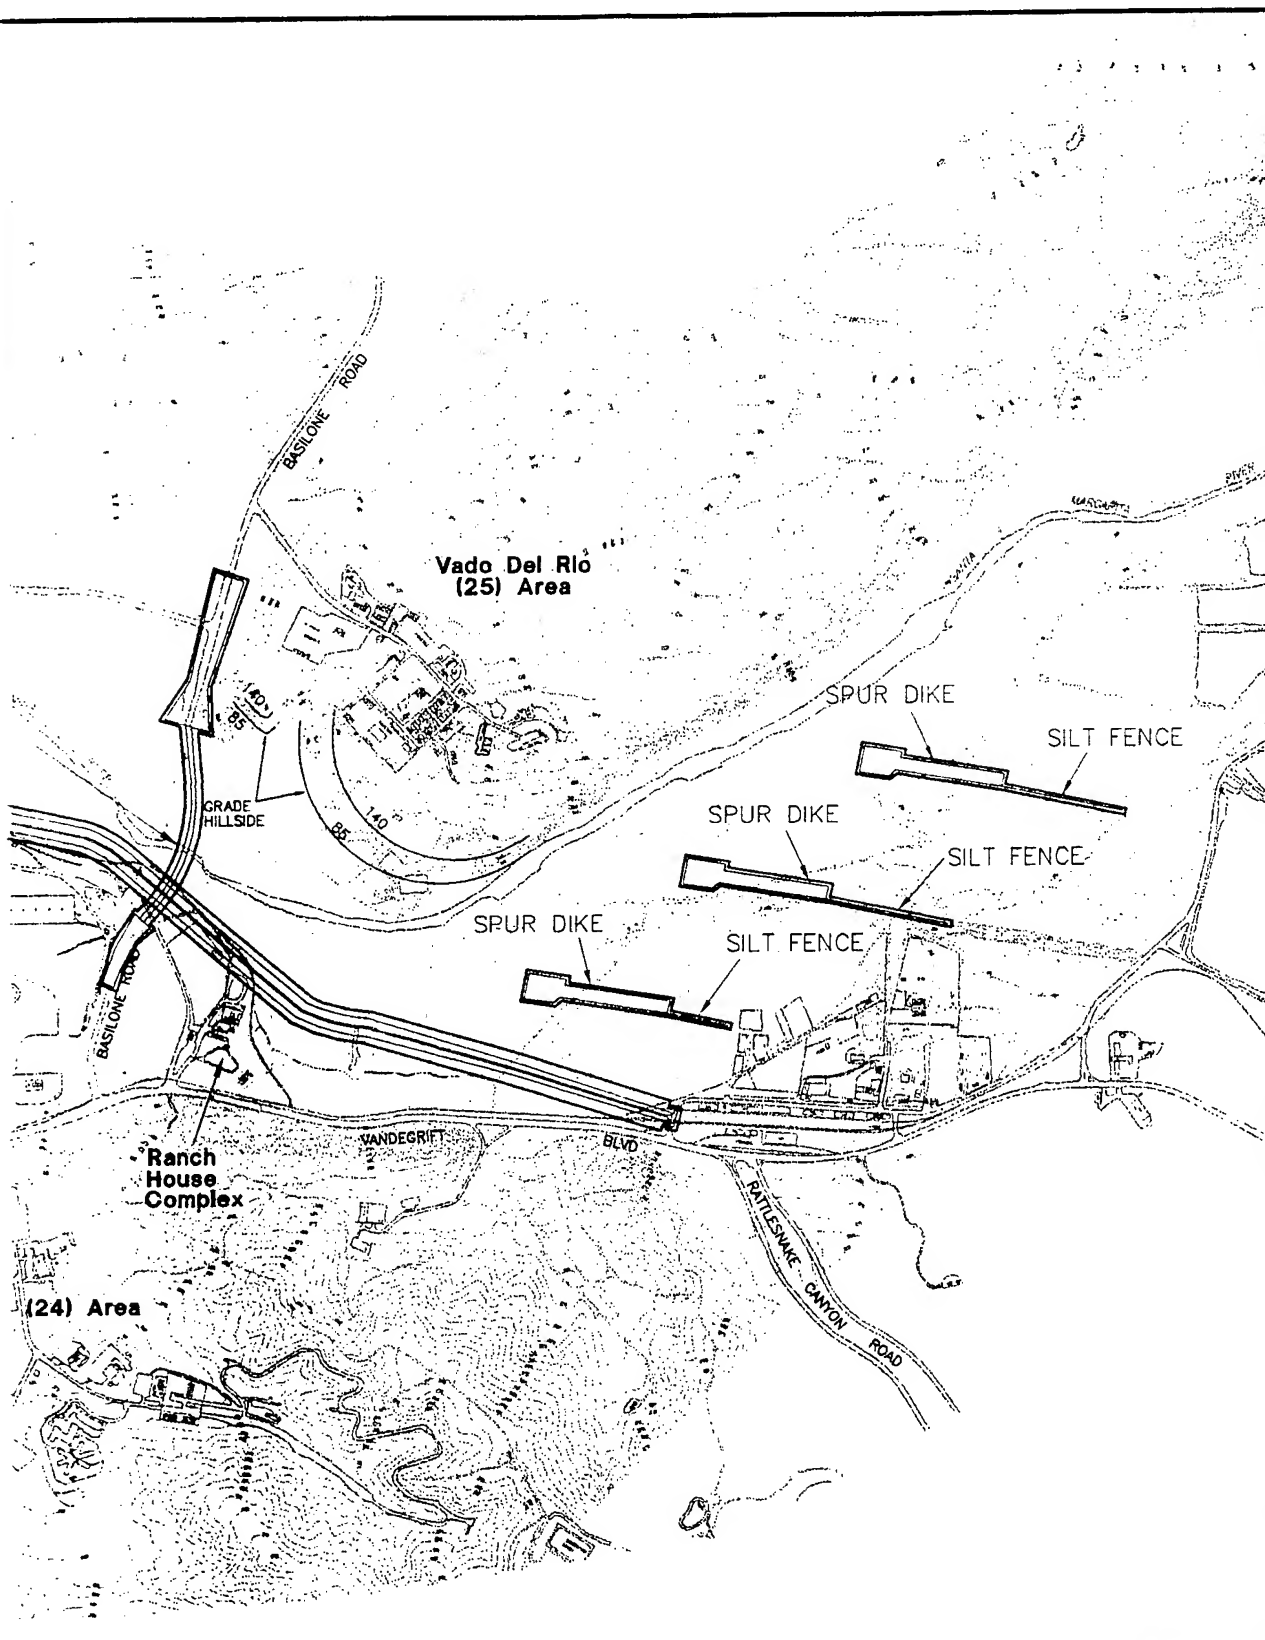 BASILONE ROAD
RIVER
MARGARITA
SANTA
Vado Del Rio
(25) Area
SPUR DIKE
SILT FENCE
140
85
GRADE
HILLSIDE
140
85
SPUR DIKE
SILT FENCE
SPUR DIKE
SILT FENCE
BASILONE ROAD
VANDEGRIFT
BLVD
Ranch
House
Complex
RATTLESNAKE CANYON ROAD
(24) Area